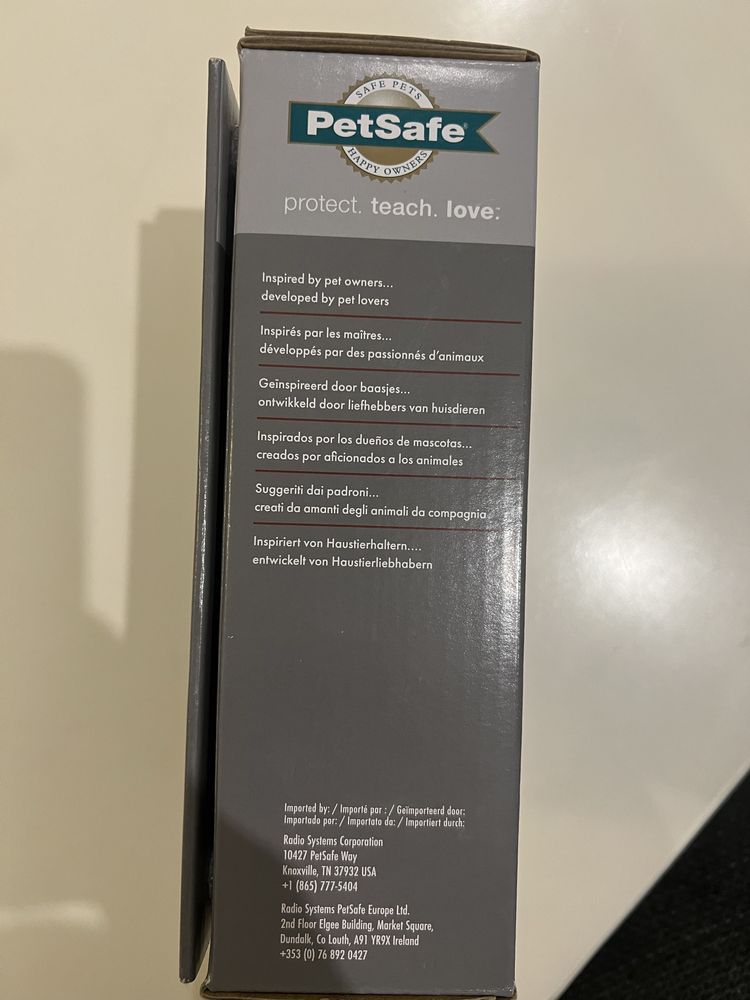 SAFE PETS
PetSafe®
HAPPY OWNERS
protect. teach. love.™
Inspired by pet owners...
developed by pet lovers
Inspirés par les maîtres...
développés par des passionnés d'animaux
Geïnspireerd door baasjes...
ontwikkeld door liefhebbers van huisdieren
Inspirados por los dueños de mascotas...
creados por aficionados a los animales
Suggeriti dai padroni...
creati da amanti degli animali da compagnia
Inspiriert von Haustierhaltern....
entwickelt von Haustierliebhabern
Imported by: / Importé par : / Geïmporteerd door:
Importado por: / Importato da: / Importiert durch:
Radio Systems Corporation
10427 PetSafe Way
Knoxville, TN 37932 USA
+1 (865) 777-5404
Radio Systems PetSafe Europe Ltd.
2nd Floor Elgee Building, Market Square,
Dundalk, Co Louth, A91 YR9X Ireland
+353 (0) 76 892 0427